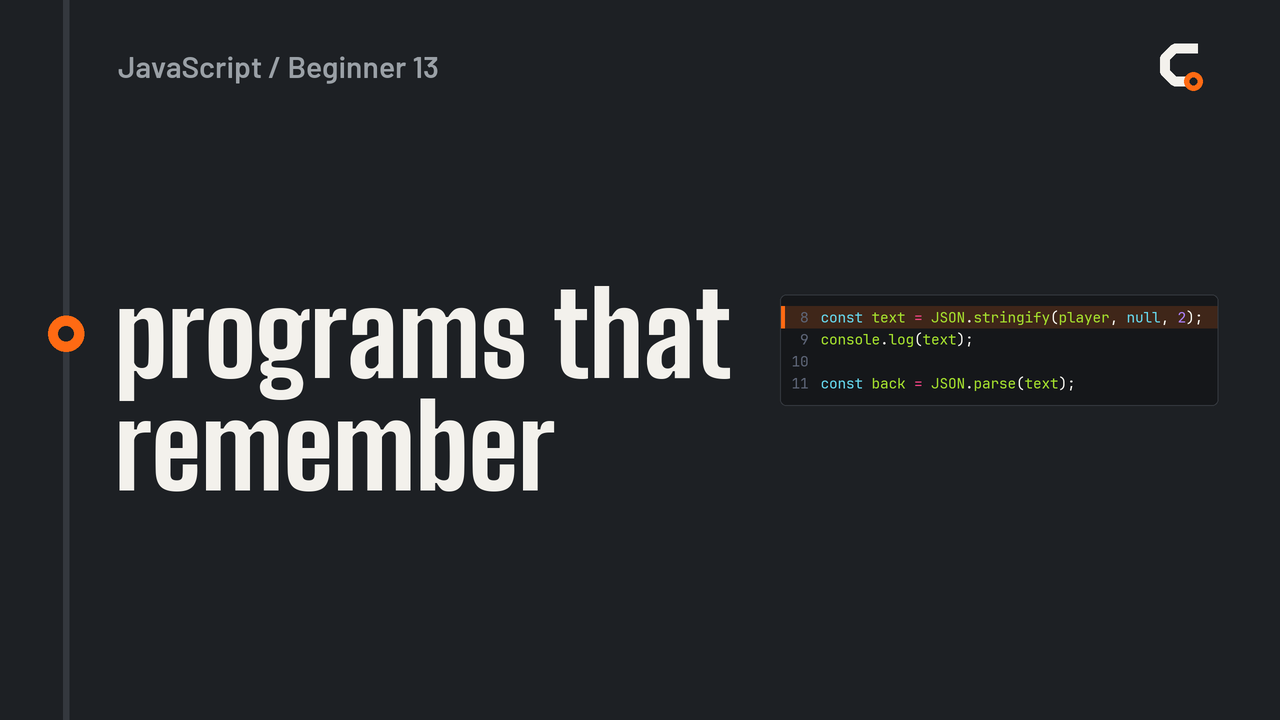 JavaScript / Beginner 13
programs that
remember
8 const text = JSON.stringify(player, null, 2);
9 console.log(text);
10
11 const back = JSON.parse(text);